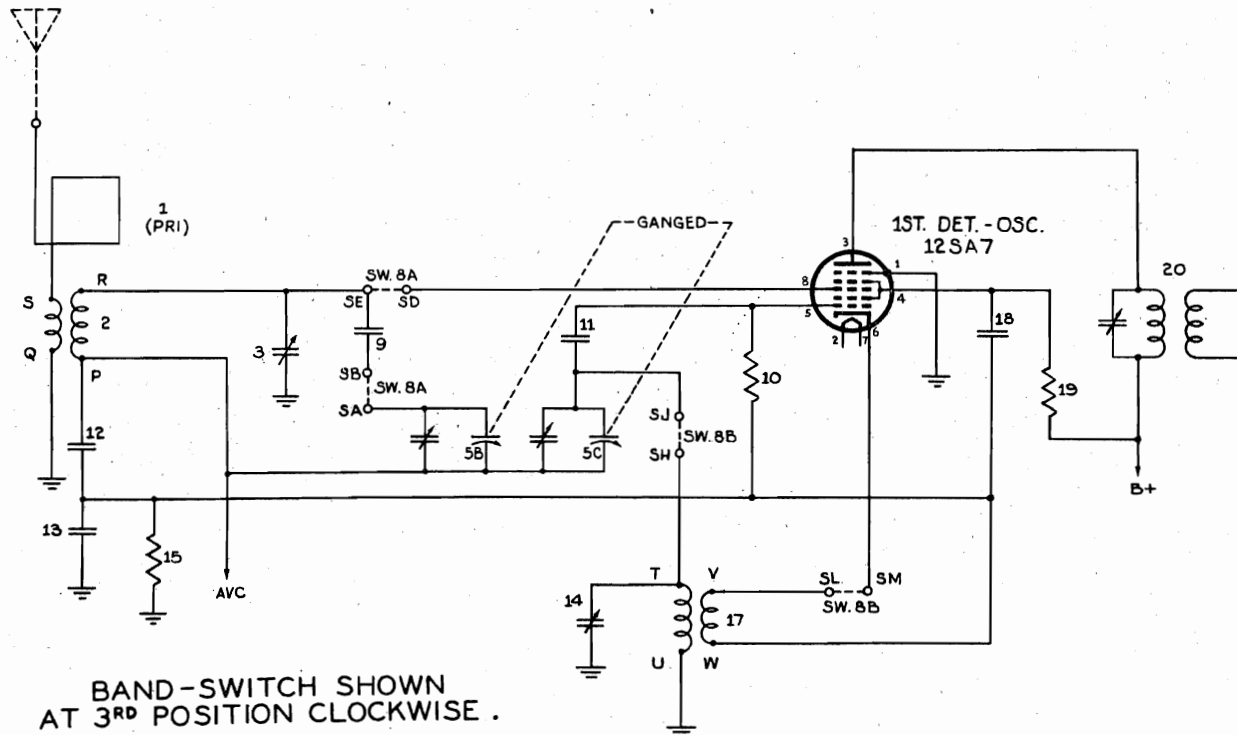 1
(PRI)
GANGED
1ST. DET.-OSC.
12SA7
3
1
8
4
5
2
7
6
20
S
R
2
Q
P
SW. 8A
SE
SD
3
9
SB
SW. 8A
SA
11
10
18
19
5B
5C
SJ
SW. 8B
SH
12
13
15
AVC
B+
T
V
14
17
SL
SM
SW. 8B
U
W
BAND-SWITCH SHOWN
AT 3RD POSITION CLOCKWISE.